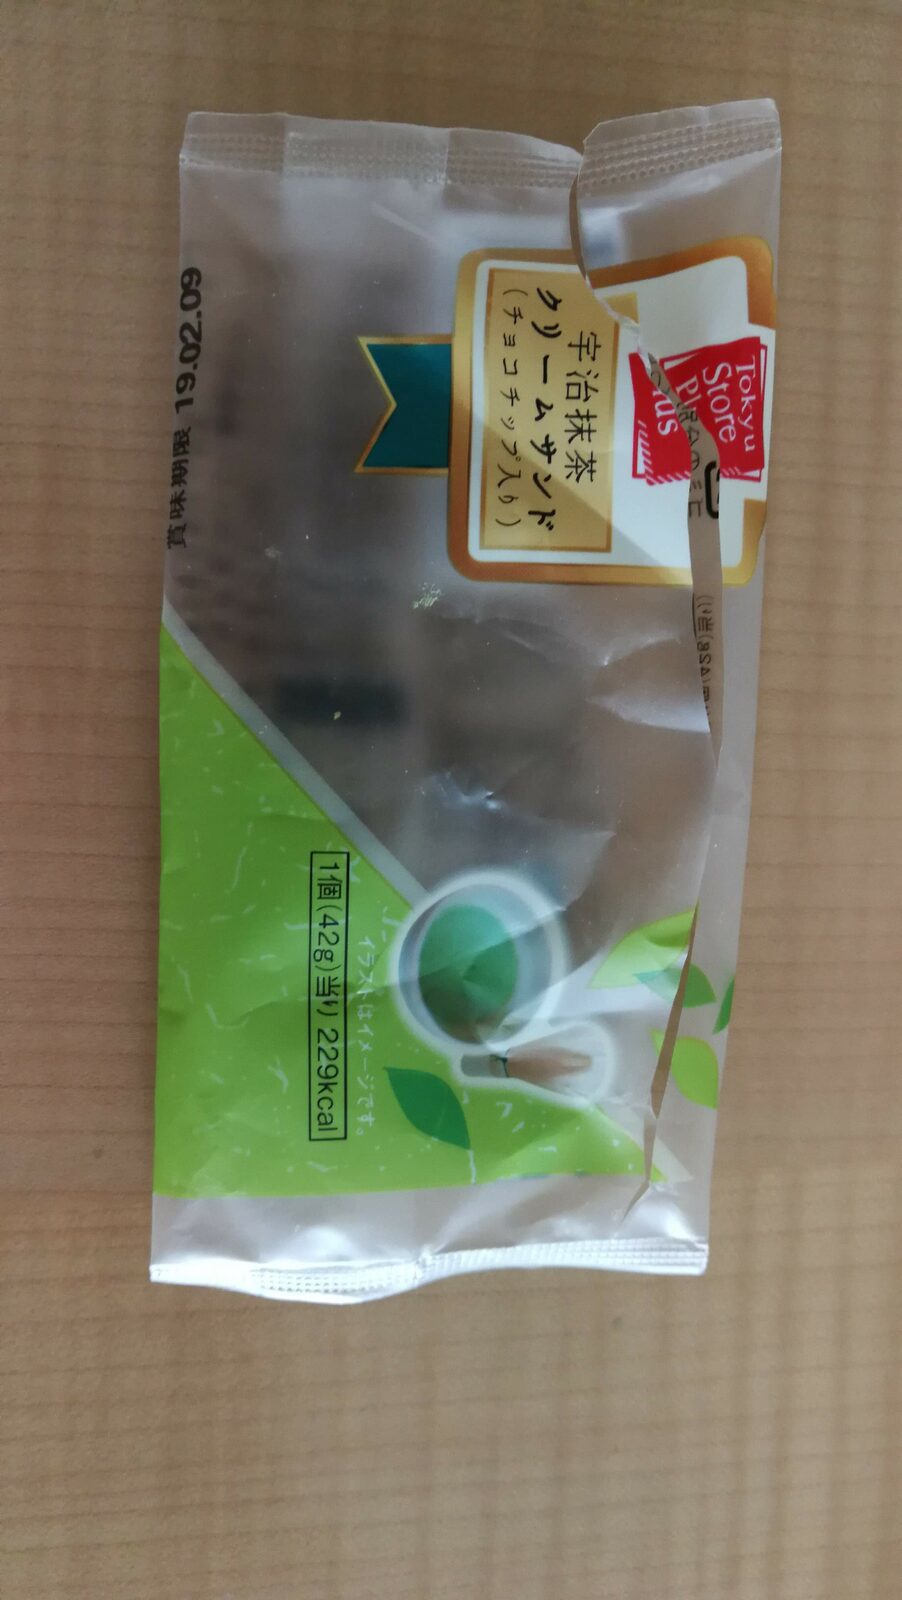 Tokyu
Store
Plus
宇治抹茶
クリームサンド
(チョコチップ入り)
賞味期限 19.02.09
イラストはイメージです。
1個(42g)当り 229kcal